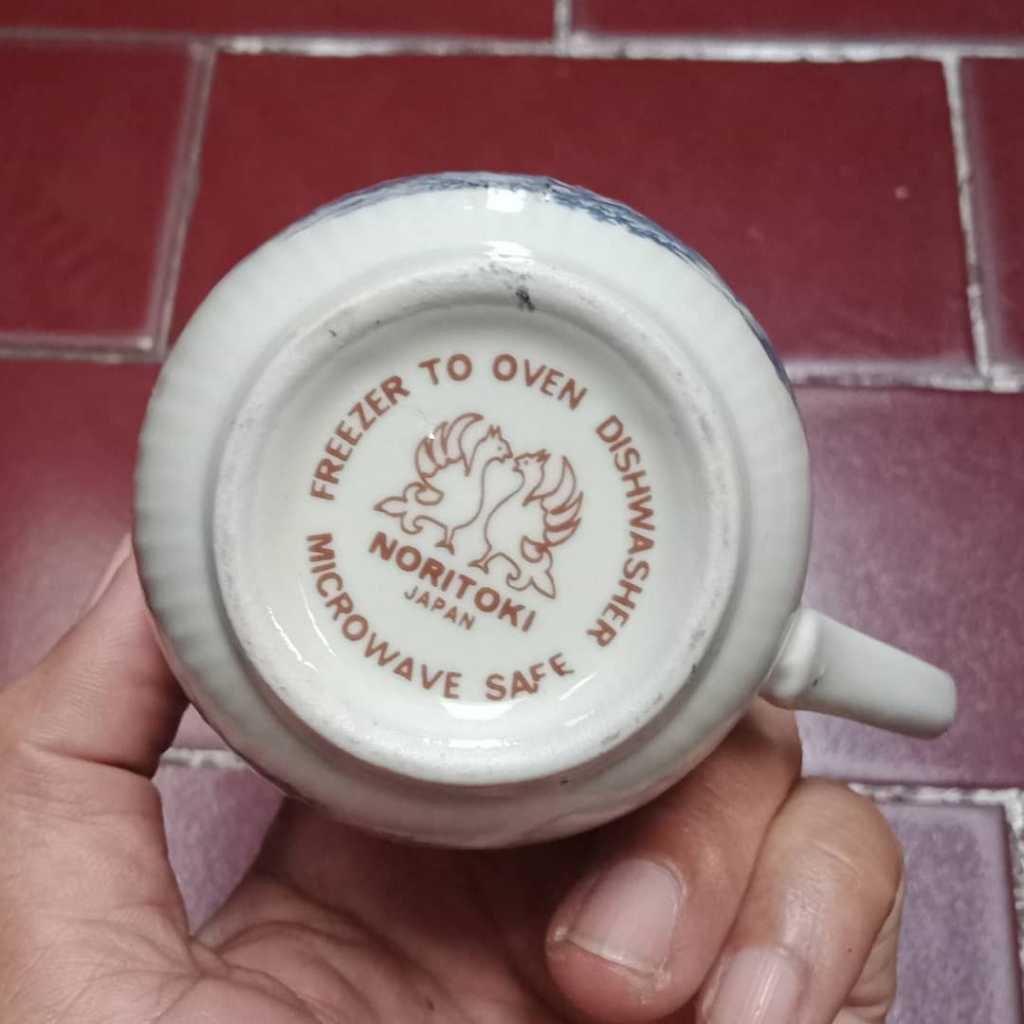 FREEZER TO OVEN DISHWASHER
MICROWAVE SAFE
NORITOKI
JAPAN